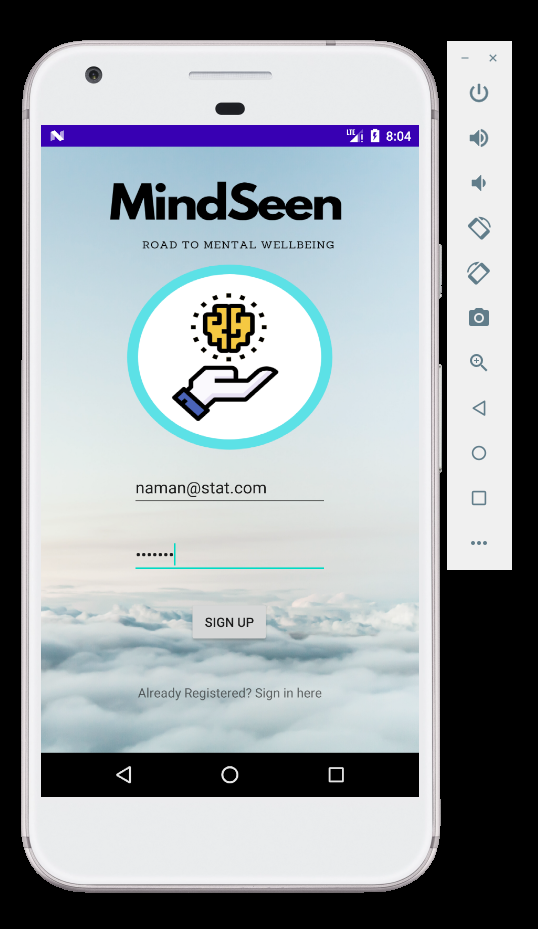 LTE 8:04
MindSeen
ROAD TO MENTAL WELLBEING
naman@stat.com
•••••••
SIGN UP
Already Registered? Sign in here